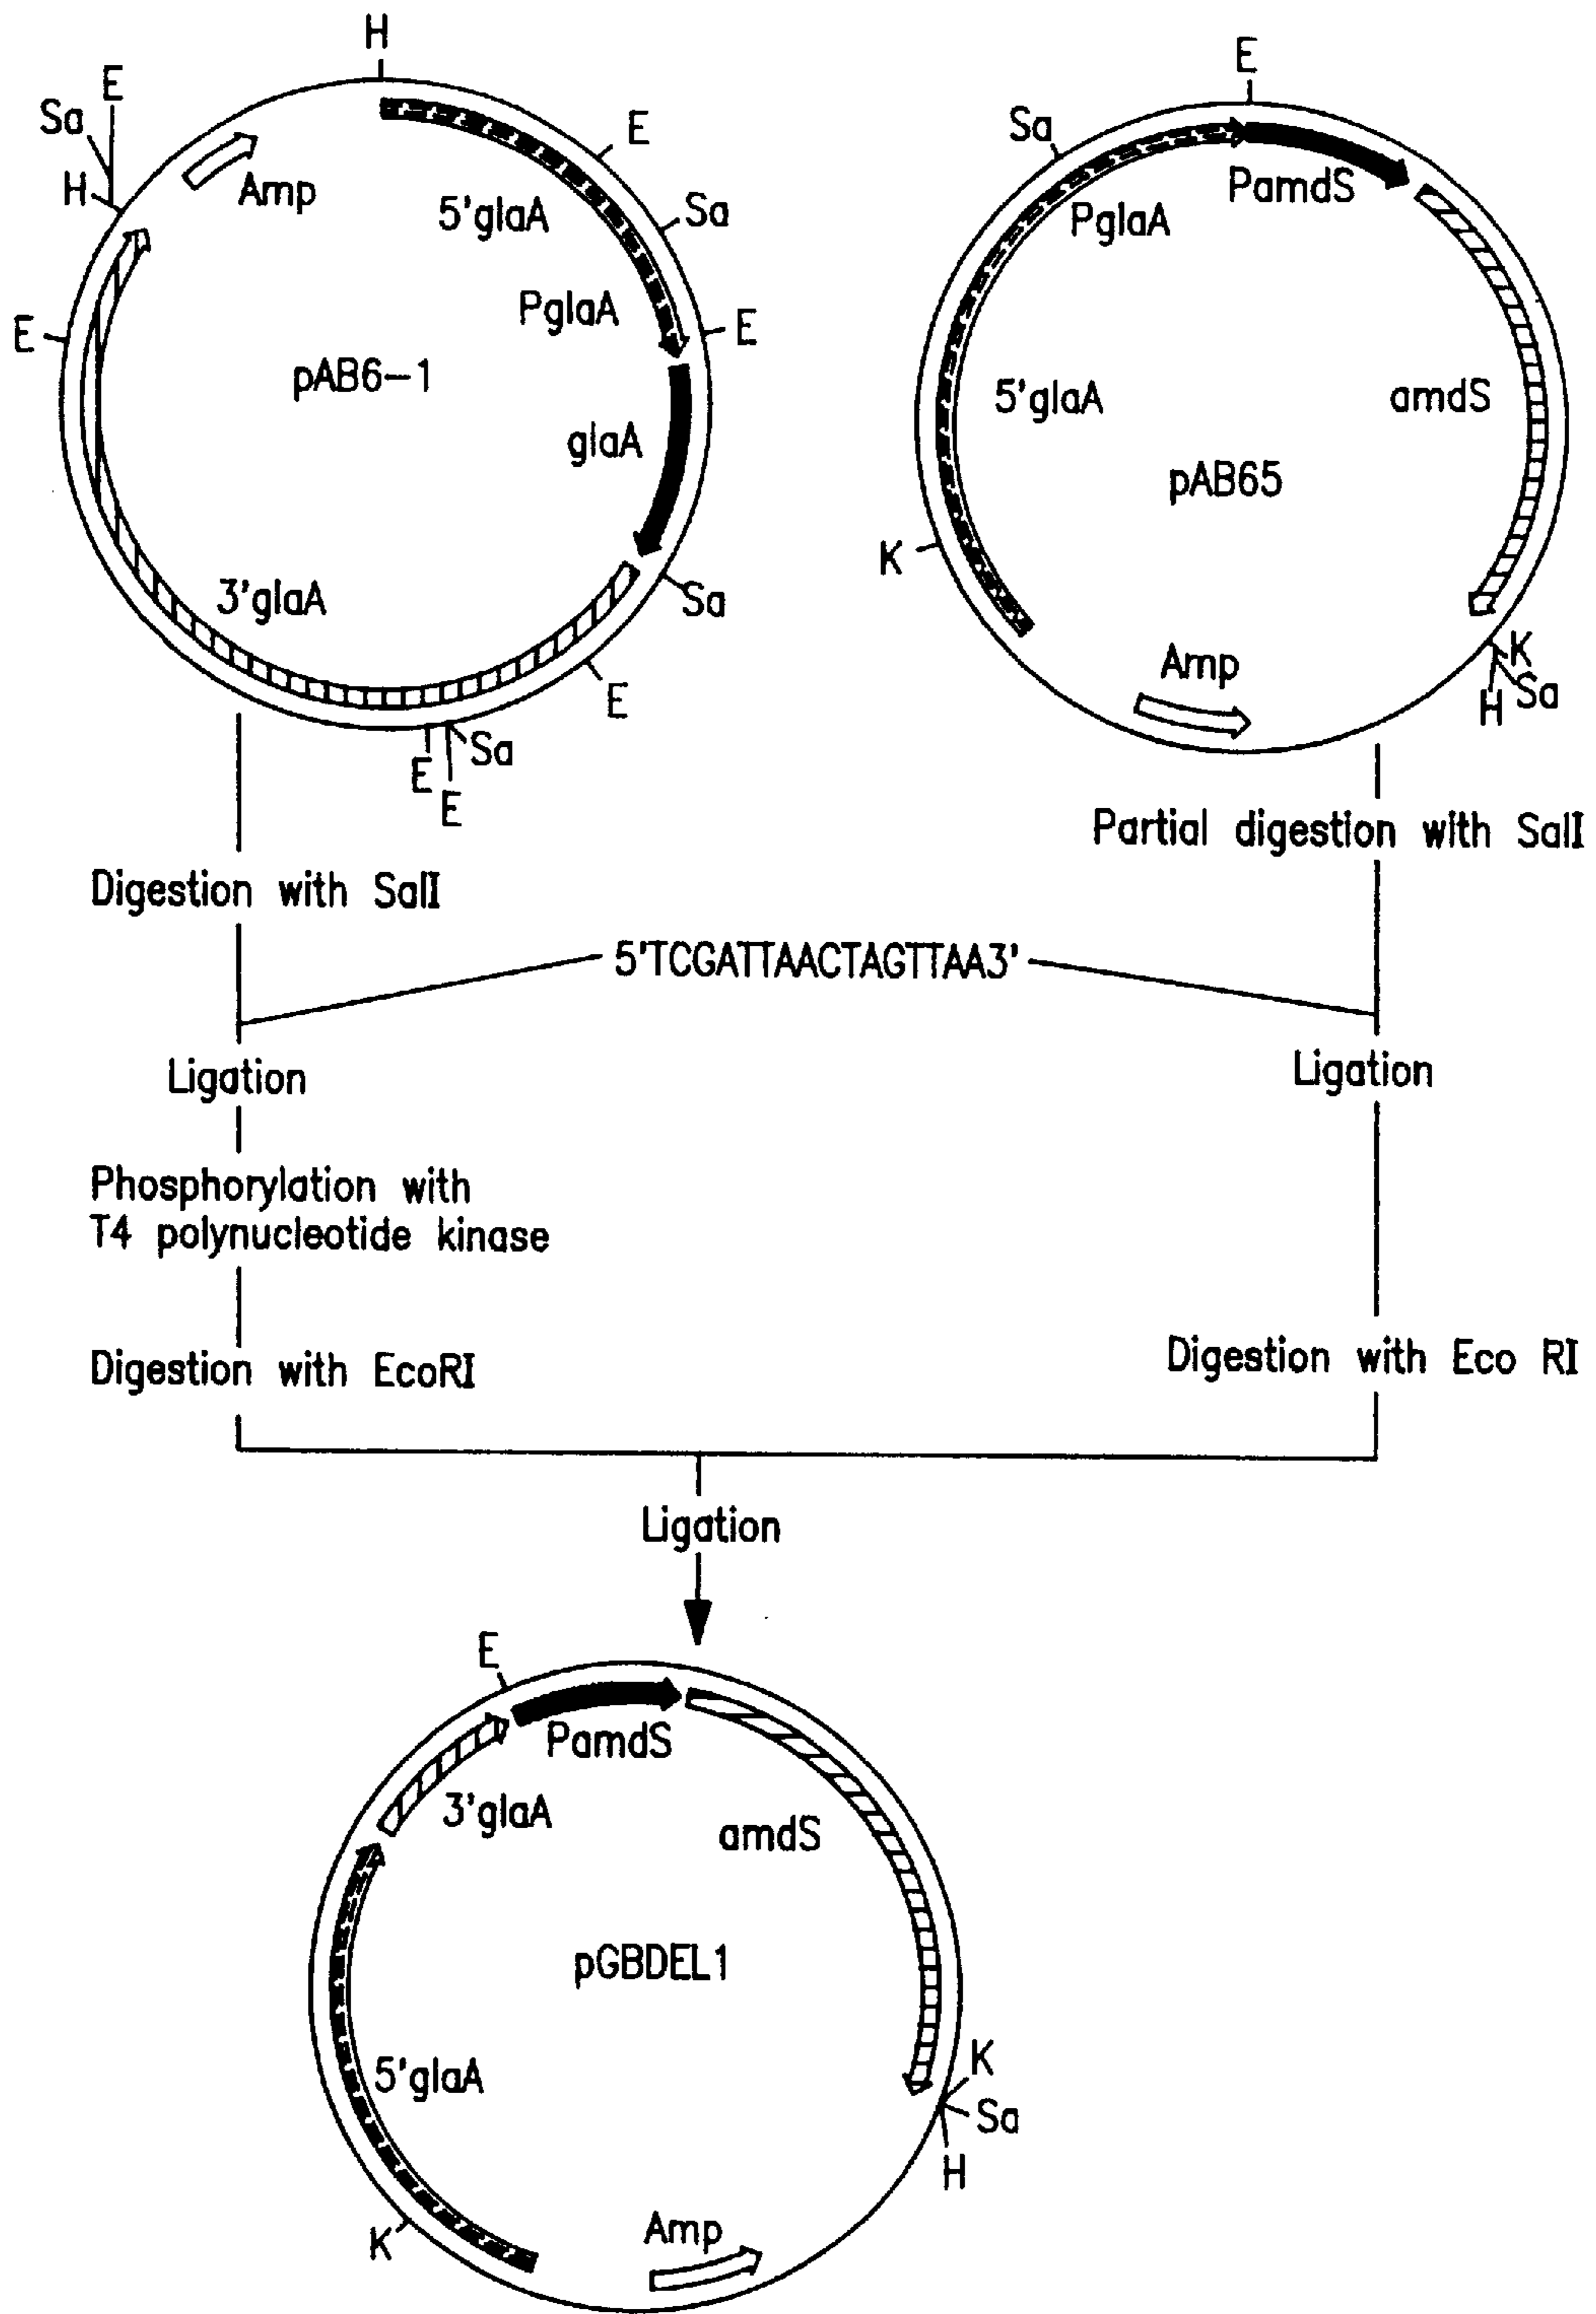 H
E
Sa
H
E
Amp
E
Sa
E
5'glaA
PglaA
pAB6-1
glaA
3'glaA
Sa
E
Sa
E
E
E
Sa
PamdS
PglaA
5'glaA
amdS
pAB65
K
Amp
K
Sa
H
Partial digestion with SalI
Digestion with SalI
5'TCGATTAACTAGTTAA3'
Ligation
Ligation
Phosphorylation with
T4 polynucleotide kinase
Digestion with EcoRI
Digestion with Eco RI
Ligation
E
PamdS
3'glaA
amdS
pGBDEL1
5'glaA
K
Sa
H
K
Amp